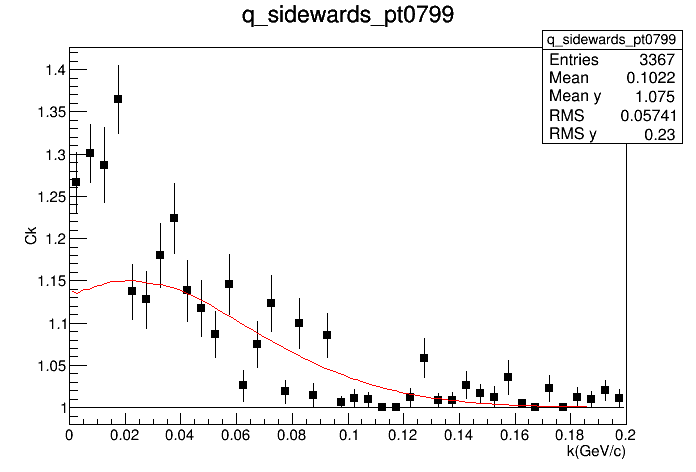 q_sidewards_pt0799
q_sidewards_pt0799
Entries 3367
Mean 0.1022
Mean y 1.075
RMS 0.05741
RMS y 0.23
Ck
1.4
1.35
1.3
1.25
1.2
1.15
1.1
1.05
1
0 0.02 0.04 0.06 0.08 0.1 0.12 0.14 0.16 0.18 0.2
k(GeV/c)